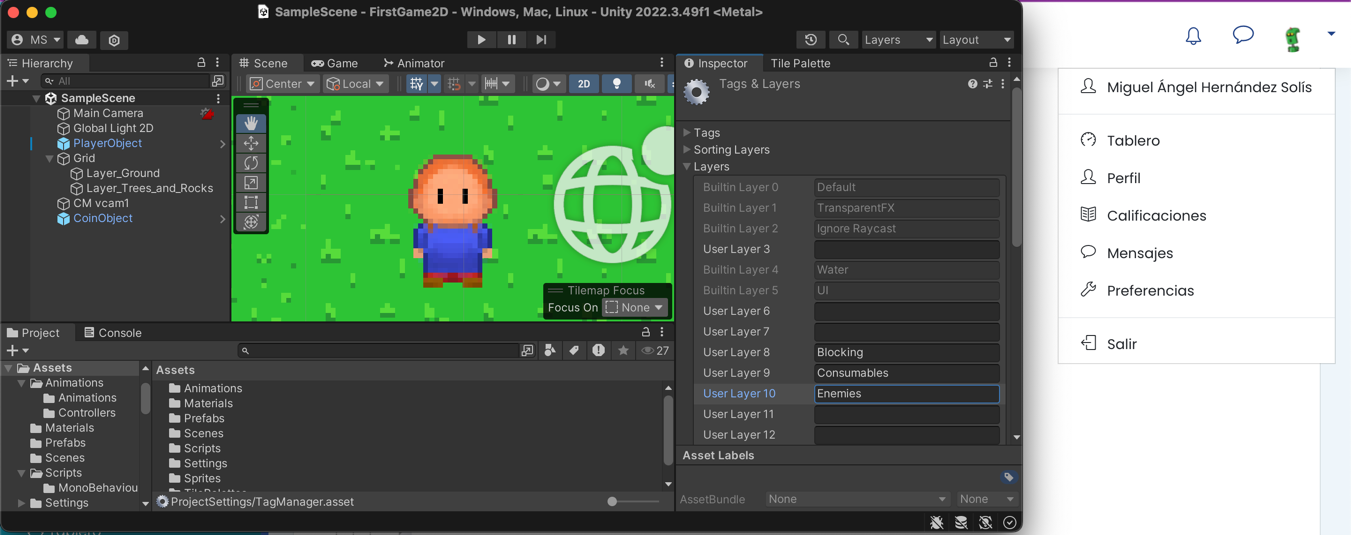 SampleScene - FirstGame2D - Windows, Mac, Linux - Unity 2022.3.49f1 <Metal>
MS
Layers
Layout
Hierarchy
All
SampleScene
Main Camera
Global Light 2D
PlayerObject
Grid
Layer_Ground
Layer_Trees_and_Rocks
CM vcam1
CoinObject
Scene
Game
Animator
Center
Local
2D
Tilemap Focus
Focus On
None
Inspector
Tile Palette
Tags & Layers
Tags
Sorting Layers
Layers
Builtin Layer 0 Default
Builtin Layer 1 TransparentFX
Builtin Layer 2 Ignore Raycast
User Layer 3
Builtin Layer 4 Water
Builtin Layer 5 UI
User Layer 6
User Layer 7
User Layer 8 Blocking
User Layer 9 Consumables
User Layer 10 Enemies
User Layer 11
User Layer 12
Asset Labels
AssetBundle None None
Project
Console
27
Assets
Animations
Animations
Controllers
Materials
Prefabs
Scenes
Scripts
MonoBehaviou
Settings
Assets
Animations
Materials
Prefabs
Scenes
Scripts
Settings
Sprites
TilePalettes
ProjectSettings/TagManager.asset
Miguel Ángel Hernández Solís
Tablero
Perfil
Calificaciones
Mensajes
Preferencias
Salir